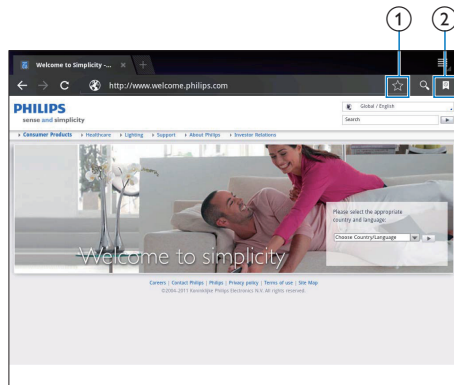 1 2
Welcome to Simplicity -...
http://www.welcome.philips.com
PHILIPS
sense and simplicity
Global / English
Search
Consumer Products Healthcare Lighting Support About Philips Investor Relations
Please select the appropriate
country and language:
Choose Country/Language
Welcome to simplicity
Careers | Contact Philips | Philips | Privacy policy | Terms of use | Site Map
©2004-2011 Koninklijke Philips Electronics N.V. All rights reserved.